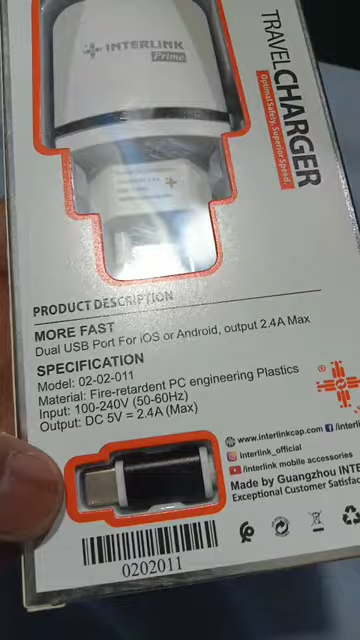 INTERLINK
Prime
TRAVEL CHARGER
Optimal Safety, Superior Speed.
PRODUCT DESCRIPTION
MORE FAST
Dual USB Port For iOS or Android, output 2.4A Max
SPECIFICATION
Model: 02-02-011
Material: Fire-retardent PC engineering Plastics
Input: 100-240V (50-60Hz)
Output: DC 5V = 2.4A (Max)
www.interlinkcap.com /interl
interlink_official
/interlink mobile accessories
Made by Guangzhou INTE
Exceptional Customer Satisfac
0202011